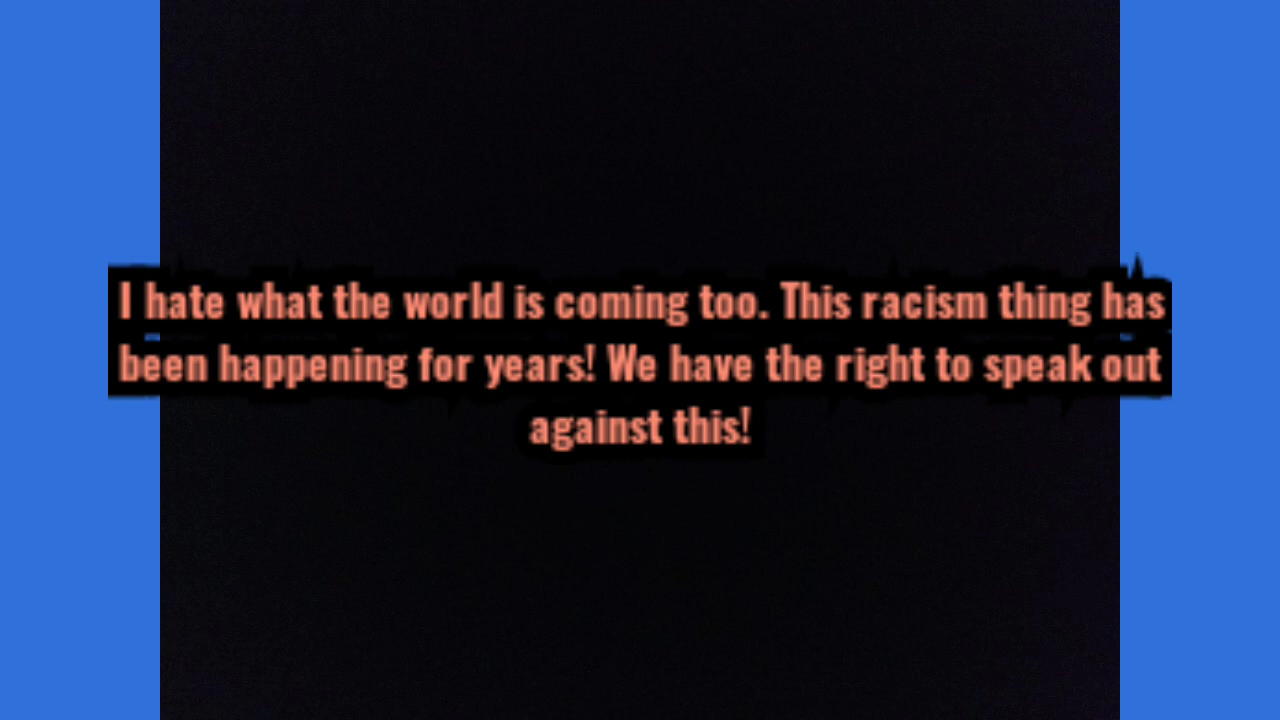 I hate what the world is coming too. This racism thing has
been happening for years! We have the right to speak out
against this!